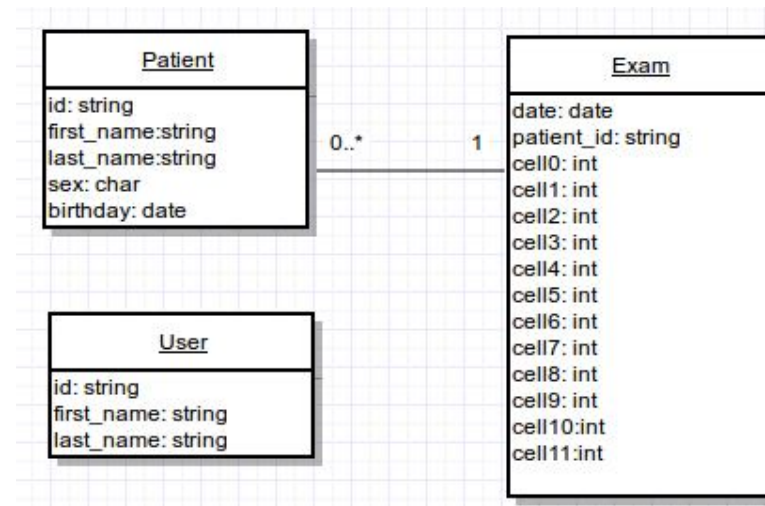 Patient
id: string
first_name:string
last_name:string
sex: char
birthday: date
0..*
1
Exam
date: date
patient_id: string
cell0: int
cell1: int
cell2: int
cell3: int
cell4: int
cell5: int
cell6: int
cell7: int
cell8: int
cell9: int
cell10:int
cell11:int
User
id: string
first_name: string
last_name: string